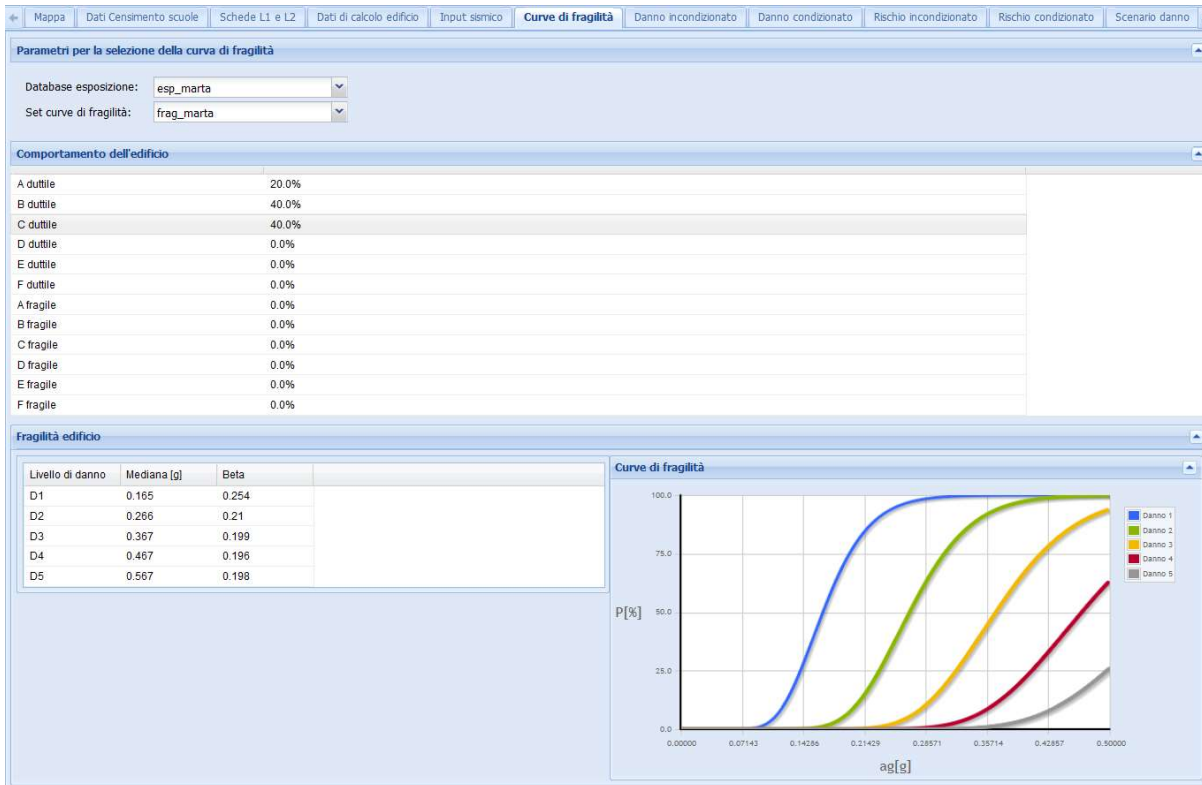 Mappa Dati Censimento scuole Schede L1 e L2 Dati di calcolo edificio Input sismico Curve di fragilità Danno incondizionato Danno condizionato Rischio incondizionato Rischio condizionato Scenario danno
Parametri per la selezione della curva di fragilità
Database esposizione: esp_marta
Set curve di fragilità: frag_marta
Comportamento dell'edificio
A duttile 20.0%
B duttile 40.0%
C duttile 40.0%
D duttile 0.0%
E duttile 0.0%
F duttile 0.0%
A fragile 0.0%
B fragile 0.0%
C fragile 0.0%
D fragile 0.0%
E fragile 0.0%
F fragile 0.0%
Fragilità edificio
Livello di danno Mediana [g] Beta
D1 0.165 0.254
D2 0.266 0.21
D3 0.367 0.199
D4 0.467 0.196
D5 0.567 0.198
Curve di fragilità
100.0
75.0
50.0
25.0
0.0
P[%]
0.00000 0.07143 0.14286 0.21429 0.28571 0.35714 0.42857 0.50000
ag[g]
Danno 1
Danno 2
Danno 3
Danno 4
Danno 5